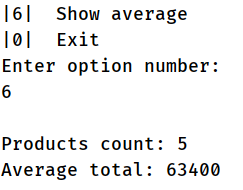 |6|  Show average
|0|  Exit
Enter option number:
6

Products count: 5
Average total: 63400